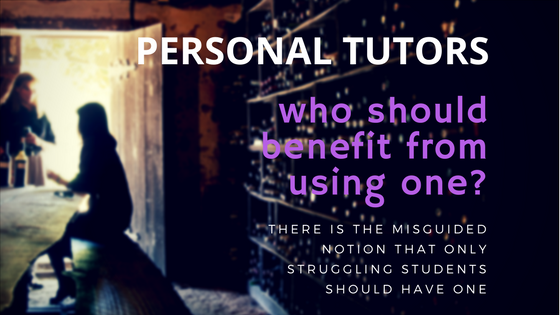 PERSONAL TUTORS
who should
benefit from
using one?
THERE IS THE MISGUIDED
NOTION THAT ONLY
STRUGGLING STUDENTS
SHOULD HAVE ONE